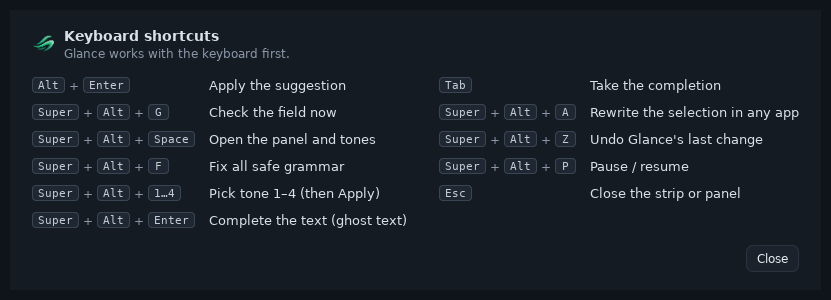 Keyboard shortcuts
Glance works with the keyboard first.
Alt + Enter Apply the suggestion
Super + Alt + G Check the field now
Super + Alt + Space Open the panel and tones
Super + Alt + F Fix all safe grammar
Super + Alt + 1…4 Pick tone 1–4 (then Apply)
Super + Alt + Enter Complete the text (ghost text)
Tab Take the completion
Super + Alt + A Rewrite the selection in any app
Super + Alt + Z Undo Glance's last change
Super + Alt + P Pause / resume
Esc Close the strip or panel
Close